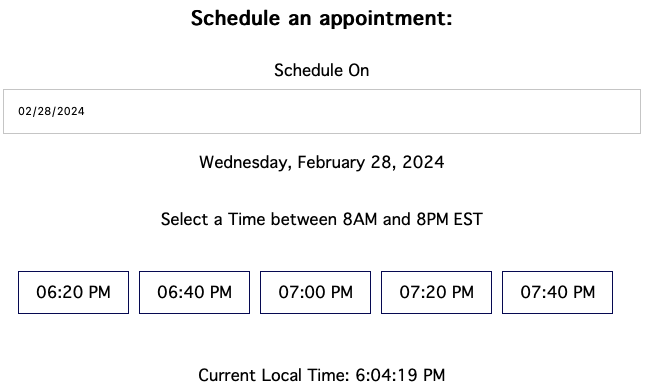 Schedule an appointment:
Schedule On
02/28/2024
Wednesday, February 28, 2024
Select a Time between 8AM and 8PM EST
06:20 PM 06:40 PM 07:00 PM 07:20 PM 07:40 PM
Current Local Time: 6:04:19 PM